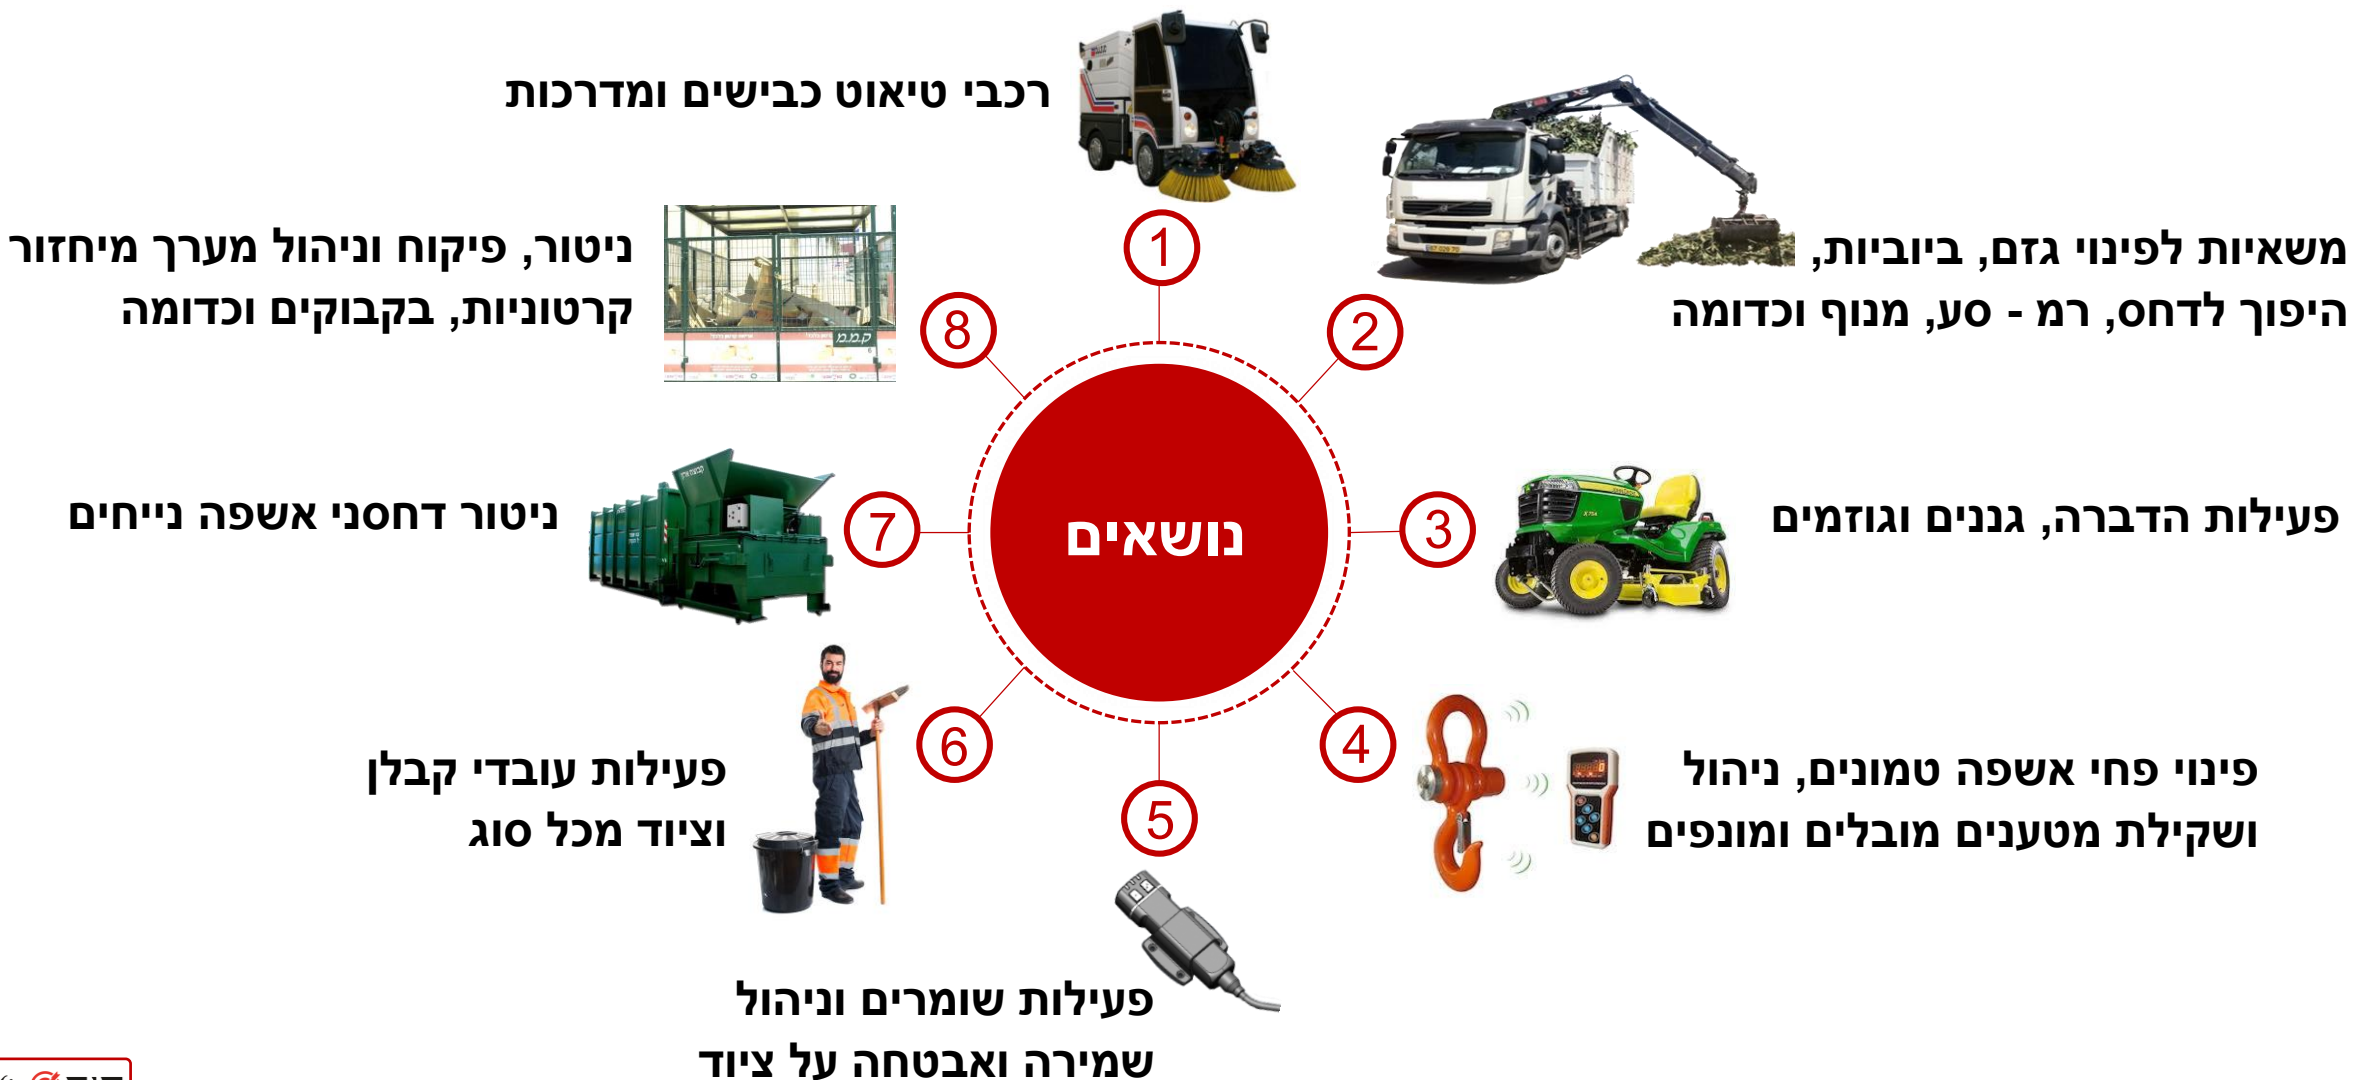 רכבי טיאוט כבישים ומדרכות
1
משאיות לפינוי גזם, ביוביות,
היפוך לדחס, רמ - סע, מנוף וכדומה
2
פעילות הדברה, גננים וגוזמים
3
פינוי פחי אשפה טמונים, ניהול
ושקילת מטענים מובלים ומונפים
4
פעילות שומרים וניהול
שמירה ואבטחה על ציוד
5
פעילות עובדי קבלן
וציוד מכל סוג
6
ניטור דחסני אשפה נייחים
7
ניטור, פיקוח וניהול מערך מיחזור
קרטוניות, בקבוקים וכדומה
8
נושאים
ק.מ.מ
6